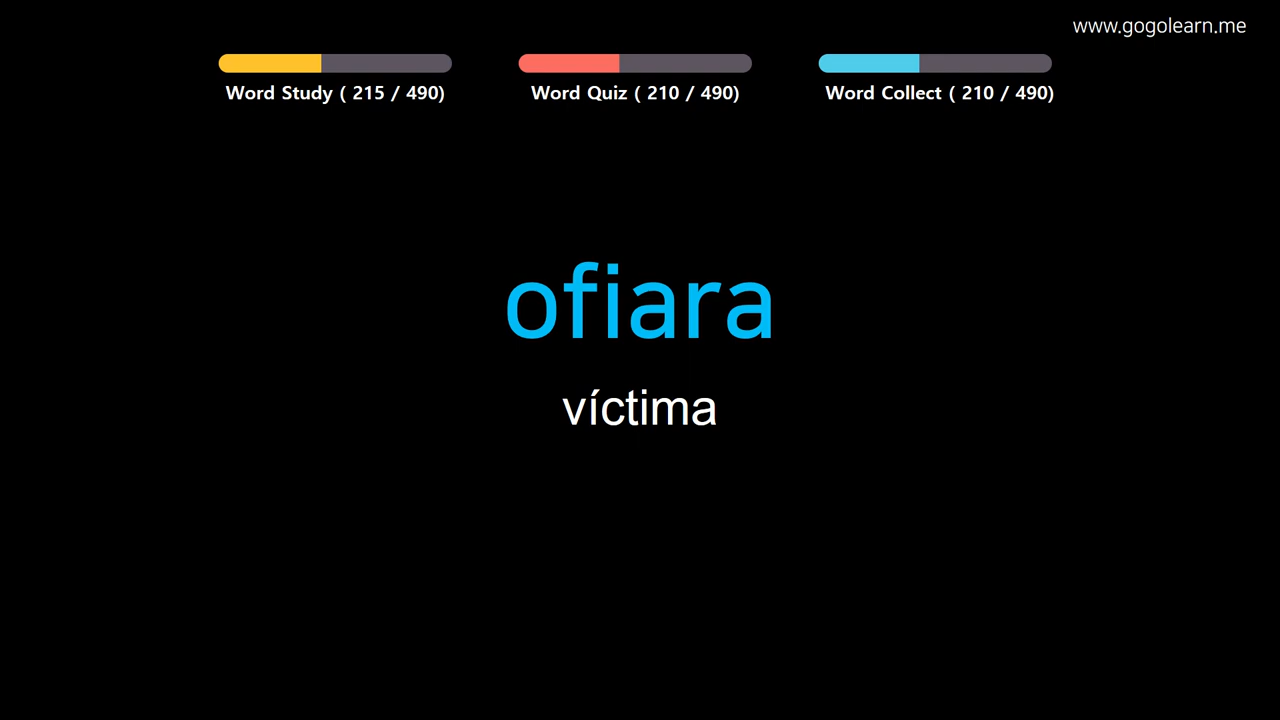 www.gogolearn.me
Word Study ( 215 / 490)
Word Quiz ( 210 / 490)
Word Collect ( 210 / 490)
ofiara
víctima